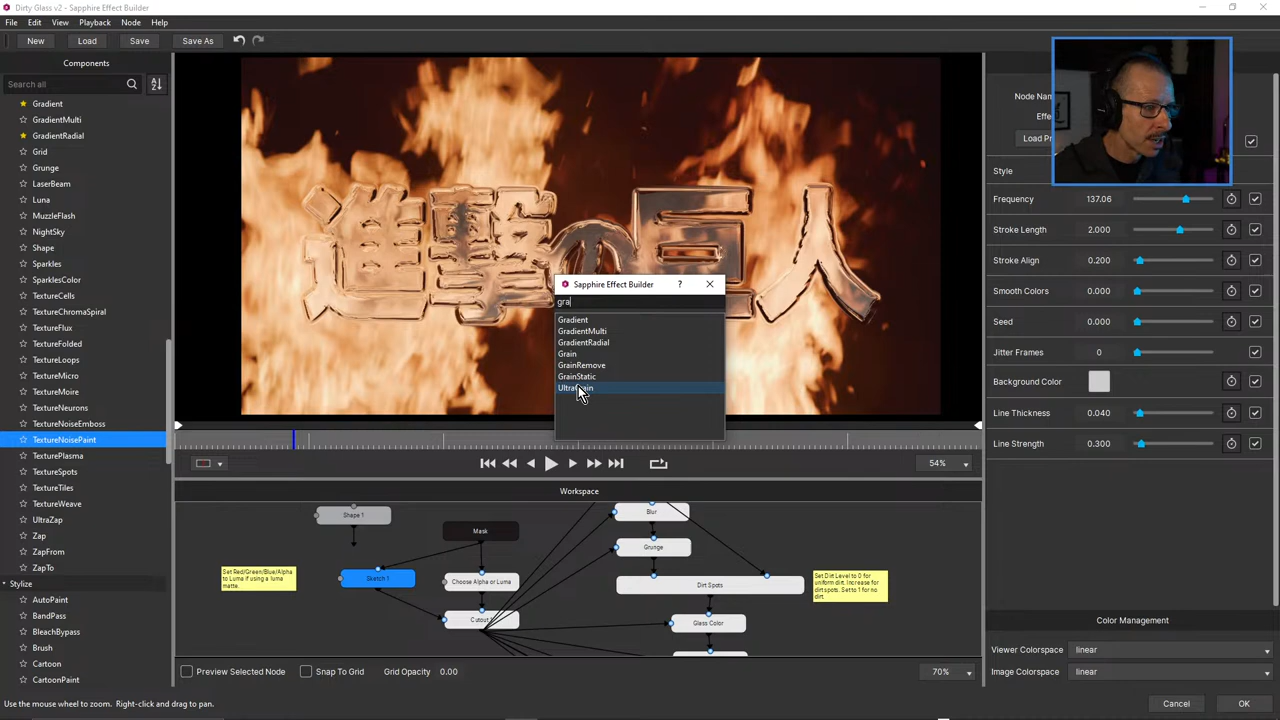 Dirty Glass v2 - Sapphire Effect Builder
File Edit View Playback Node Help
New Load Save Save As
Components
Search all
Gradient
GradientMulti
GradientRadial
Grid
Grunge
LaserBeam
Luna
MuzzleFlash
NightSky
Shape
Sparkles
SparklesColor
TextureCells
TextureChromaSpiral
TextureFlux
TextureFolded
TextureLoops
TextureMicro
TextureMoire
TextureNeurons
TextureNoiseEmboss
TextureNoisePaint
TexturePlasma
TextureSpots
TextureTiles
TextureWeave
UltraZap
Zap
ZapFrom
ZapTo
Stylize
AutoPaint
BandPass
BleachBypass
Brush
Cartoon
CartoonPaint
進撃の巨人
Sapphire Effect Builder ?
gra
Gradient
GradientMulti
GradientRadial
Grain
GrainRemove
GrainStatic
UltraGrain
54%
Workspace
Shape 1
Mask
Set Red/Green/Blue/Alpha
to Luma if using a luma
matte.
Sketch 1
Choose Alpha or Luma
Cutout
Blur
Grunge
Dirt Spots
Glass Color
Set Dirt Level to 0 for
uniform dirt. Increase for
dirt spots. Set to 1 for no
dirt.
Preview Selected Node Snap To Grid Grid Opacity 0.00 70%
Style
Frequency 137.06
Stroke Length 2.000
Stroke Align 0.200
Smooth Colors 0.000
Seed 0.000
Jitter Frames 0
Background Color
Line Thickness 0.040
Line Strength 0.300
Color Management
Viewer Colorspace linear
Image Colorspace linear
Use the mouse wheel to zoom. Right-click and drag to pan.
Cancel OK